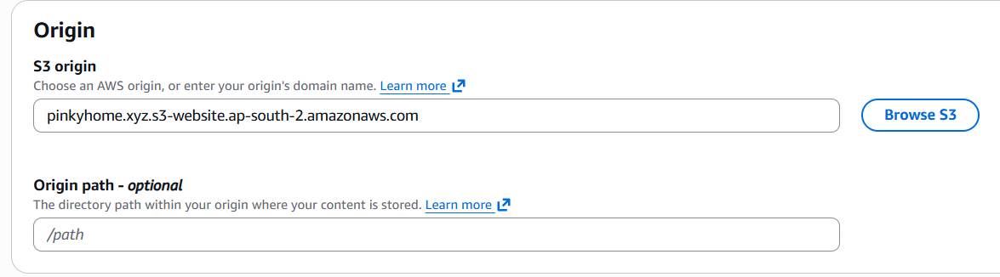 Origin
S3 origin
Choose an AWS origin, or enter your origin's domain name. Learn more
pinkyhome.xyz.s3-website.ap-south-2.amazonaws.com
Browse S3
Origin path - optional
The directory path within your origin where your content is stored. Learn more
/path